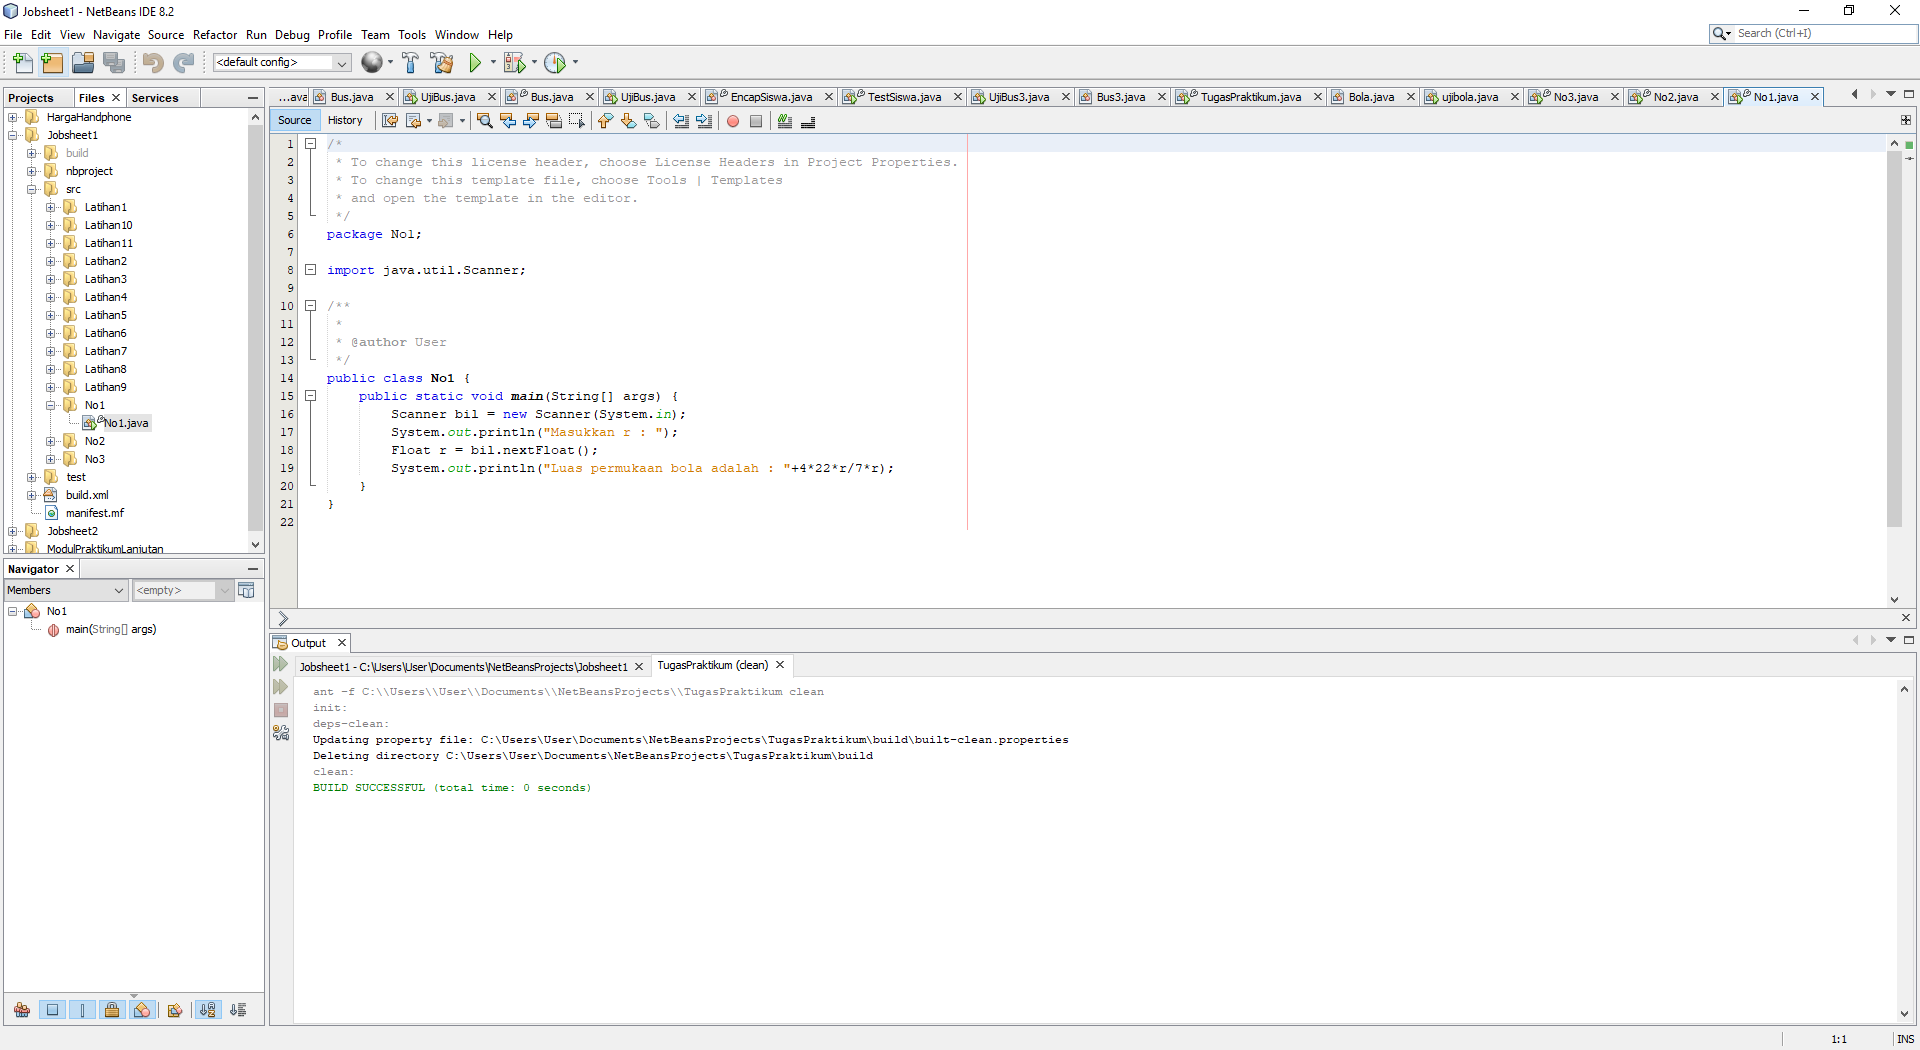 Jobsheet1 - NetBeans IDE 8.2
File Edit View Navigate Source Refactor Run Debug Profile Team Tools Window Help
Search (Ctrl+I)
<default config>
Projects Files Services
HargaHandphone
Jobsheet1
build
nbproject
src
Latihan1
Latihan10
Latihan11
Latihan2
Latihan3
Latihan4
Latihan5
Latihan6
Latihan7
Latihan8
Latihan9
No1
No1.java
No2
No3
test
build.xml
manifest.mf
Jobsheet2
ModulPraktikumLanjutan
Navigator
Members <empty>
No1
main(String[] args)
...ava Bus.java UjiBus.java Bus.java UjiBus.java EncapSiswa.java TestSiswa.java UjiBus3.java Bus3.java TugasPraktikum.java Bola.java ujibola.java No3.java No2.java No1.java
Source History
1 /*
2 * To change this license header, choose License Headers in Project Properties.
3 * To change this template file, choose Tools | Templates
4 * and open the template in the editor.
5 */
6 package No1;
7
8 import java.util.Scanner;
9
10 /**
11 *
12 * @author User
13 */
14 public class No1 {
15 public static void main(String[] args) {
16 Scanner bil = new Scanner(System.in);
17 System.out.println("Masukkan r : ");
18 Float r = bil.nextFloat();
19 System.out.println("Luas permukaan bola adalah : "+4*22*r/7*r);
20 }
21 }
22
Output
Jobsheet1 - C:\Users\User\Documents\NetBeansProjects\Jobsheet1 TugasPraktikum (clean)
ant -f C:\\Users\\User\\Documents\\NetBeansProjects\\TugasPraktikum clean
init:
deps-clean:
Updating property file: C:\Users\User\Documents\NetBeansProjects\TugasPraktikum\build\built-clean.properties
Deleting directory C:\Users\User\Documents\NetBeansProjects\TugasPraktikum\build
clean:
BUILD SUCCESSFUL (total time: 0 seconds)
1:1 INS